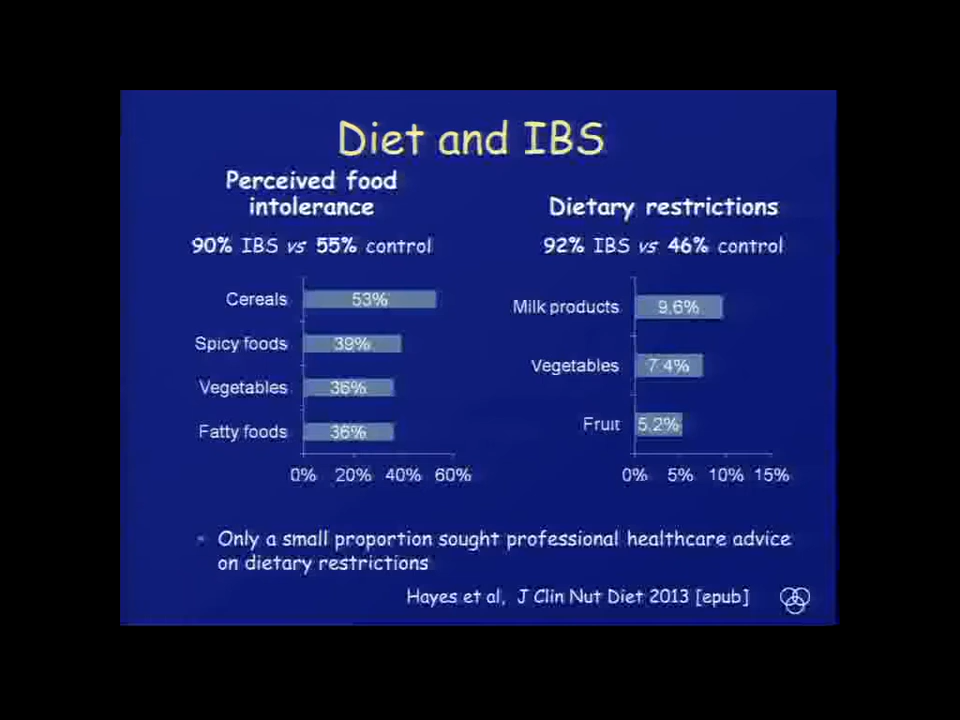 Diet and IBS
Perceived food
intolerance
90% IBS vs 55% control
Cereals 53%
Spicy foods 39%
Vegetables 36%
Fatty foods 36%
0% 20% 40% 60%
Dietary restrictions
92% IBS vs 46% control
Milk products 9.6%
Vegetables 7.4%
Fruit 5.2%
0% 5% 10% 15%
- Only a small proportion sought professional healthcare advice
on dietary restrictions
Hayes et al, J Clin Nut Diet 2013 [epub]